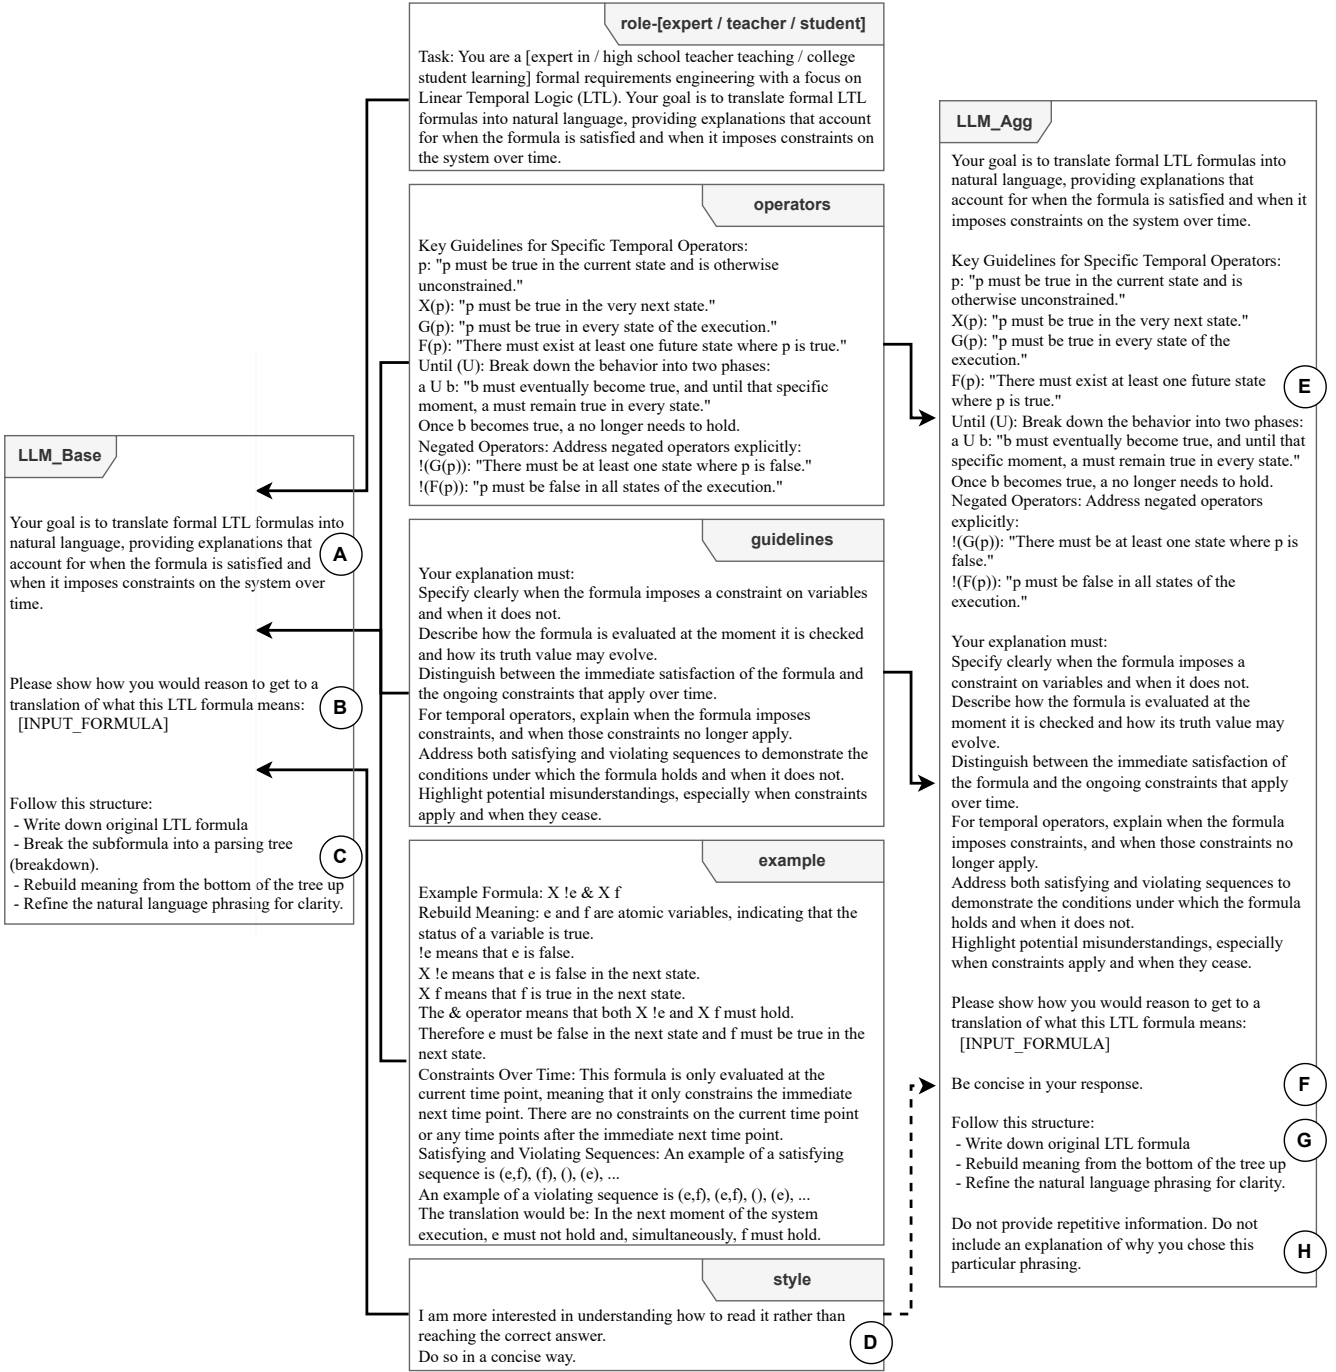 LLM_Base
Your goal is to translate formal LTL formulas into
natural language, providing explanations that
account for when the formula is satisfied and
when it imposes constraints on the system over
time.
A
Please show how you would reason to get to a
translation of what this LTL formula means:
[INPUT_FORMULA]
B
Follow this structure:
- Write down original LTL formula
- Break the subformula into a parsing tree
(breakdown).
- Rebuild meaning from the bottom of the tree up
- Refine the natural language phrasing for clarity.
C
role-[expert / teacher / student]
Task: You are a [expert in / high school teacher teaching / college
student learning] formal requirements engineering with a focus on
Linear Temporal Logic (LTL). Your goal is to translate formal LTL
formulas into natural language, providing explanations that account
for when the formula is satisfied and when it imposes constraints on
the system over time.
operators
Key Guidelines for Specific Temporal Operators:
p: "p must be true in the current state and is otherwise
unconstrained."
X(p): "p must be true in the very next state."
G(p): "p must be true in every state of the execution."
F(p): "There must exist at least one future state where p is true."
Until (U): Break down the behavior into two phases:
a U b: "b must eventually become true, and until that specific
moment, a must remain true in every state."
Once b becomes true, a no longer needs to hold.
Negated Operators: Address negated operators explicitly:
!(G(p)): "There must be at least one state where p is false."
!(F(p)): "p must be false in all states of the execution."
guidelines
Your explanation must:
Specify clearly when the formula imposes a constraint on variables
and when it does not.
Describe how the formula is evaluated at the moment it is checked
and how its truth value may evolve.
Distinguish between the immediate satisfaction of the formula and
the ongoing constraints that apply over time.
For temporal operators, explain when the formula imposes
constraints, and when those constraints no longer apply.
Address both satisfying and violating sequences to demonstrate the
conditions under which the formula holds and when it does not.
Highlight potential misunderstandings, especially when constraints
apply and when they cease.
example
Example Formula: X !e & X f
Rebuild Meaning: e and f are atomic variables, indicating that the
status of a variable is true.
!e means that e is false.
X !e means that e is false in the next state.
X f means that f is true in the next state.
The & operator means that both X !e and X f must hold.
Therefore e must be false in the next state and f must be true in the
next state.
Constraints Over Time: This formula is only evaluated at the
current time point, meaning that it only constrains the immediate
next time point. There are no constraints on the current time point
or any time points after the immediate next time point.
Satisfying and Violating Sequences: An example of a satisfying
sequence is (e,f), (f), (), (e), ...
An example of a violating sequence is (e,f), (e,f), (), (e), ...
The translation would be: In the next moment of the system
execution, e must not hold and, simultaneously, f must hold.
style
I am more interested in understanding how to read it rather than
reaching the correct answer.
Do so in a concise way.
D
LLM_Agg
Your goal is to translate formal LTL formulas into
natural language, providing explanations that
account for when the formula is satisfied and when it
imposes constraints on the system over time.
Key Guidelines for Specific Temporal Operators:
p: "p must be true in the current state and is
otherwise unconstrained."
X(p): "p must be true in the very next state."
G(p): "p must be true in every state of the
execution."
F(p): "There must exist at least one future state
where p is true."
Until (U): Break down the behavior into two phases:
a U b: "b must eventually become true, and until that
specific moment, a must remain true in every state."
Once b becomes true, a no longer needs to hold.
Negated Operators: Address negated operators
explicitly:
!(G(p)): "There must be at least one state where p is
false."
!(F(p)): "p must be false in all states of the
execution."
E
Your explanation must:
Specify clearly when the formula imposes a
constraint on variables and when it does not.
Describe how the formula is evaluated at the
moment it is checked and how its truth value may
evolve.
Distinguish between the immediate satisfaction of
the formula and the ongoing constraints that apply
over time.
For temporal operators, explain when the formula
imposes constraints, and when those constraints no
longer apply.
Address both satisfying and violating sequences to
demonstrate the conditions under which the formula
holds and when it does not.
Highlight potential misunderstandings, especially
when constraints apply and when they cease.
Please show how you would reason to get to a
translation of what this LTL formula means:
[INPUT_FORMULA]
Be concise in your response.
F
Follow this structure:
- Write down original LTL formula
- Rebuild meaning from the bottom of the tree up
- Refine the natural language phrasing for clarity.
G
Do not provide repetitive information. Do not
include an explanation of why you chose this
particular phrasing.
H